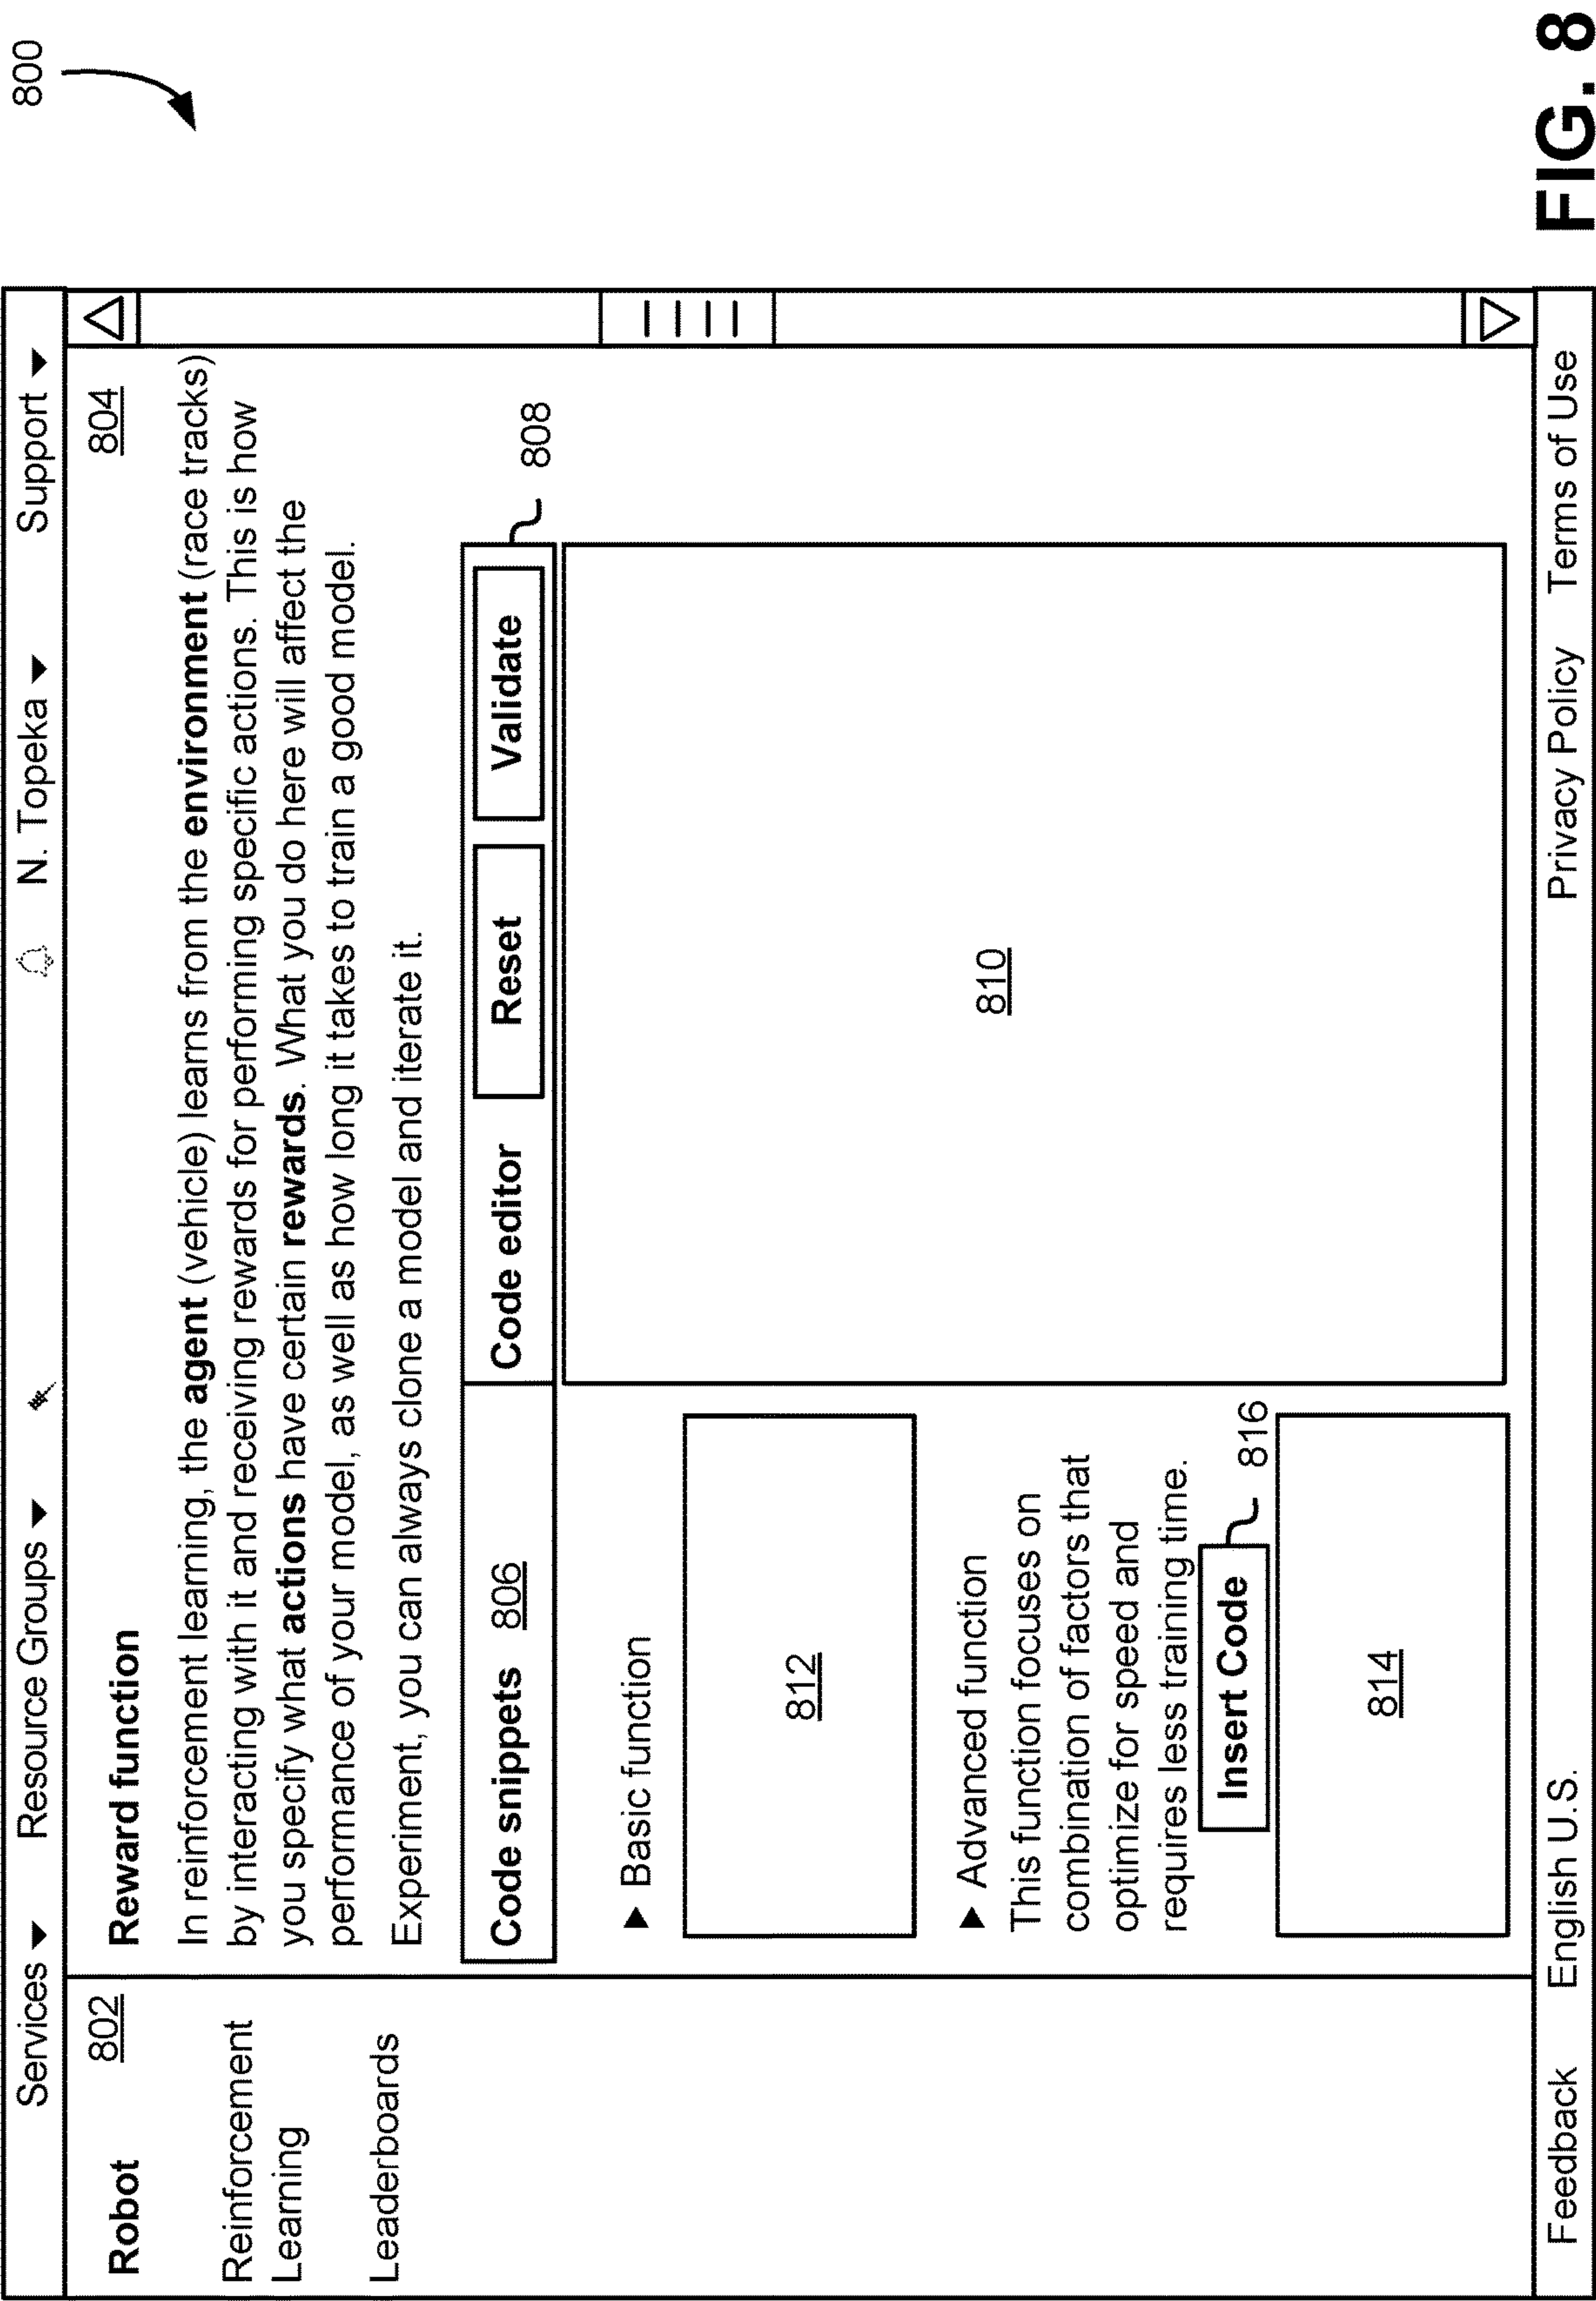 800
Services Resource Groups N. Topeka Support
Robot 802
Reinforcement
Learning
Leaderboards
Reward function 804
In reinforcement learning, the agent (vehicle) learns from the environment (race tracks)
by interacting with it and receiving rewards for performing specific actions. This is how
you specify what actions have certain rewards. What you do here will affect the
performance of your model, as well as how long it takes to train a good model.
Experiment, you can always clone a model and iterate it.
Code snippets 806
Code editor Reset Validate 808
Basic function
812
Advanced function
This function focuses on
combination of factors that
optimize for speed and
requires less training time.
Insert Code 816
814
810
Feedback English U.S. Privacy Policy Terms of Use
FIG. 8